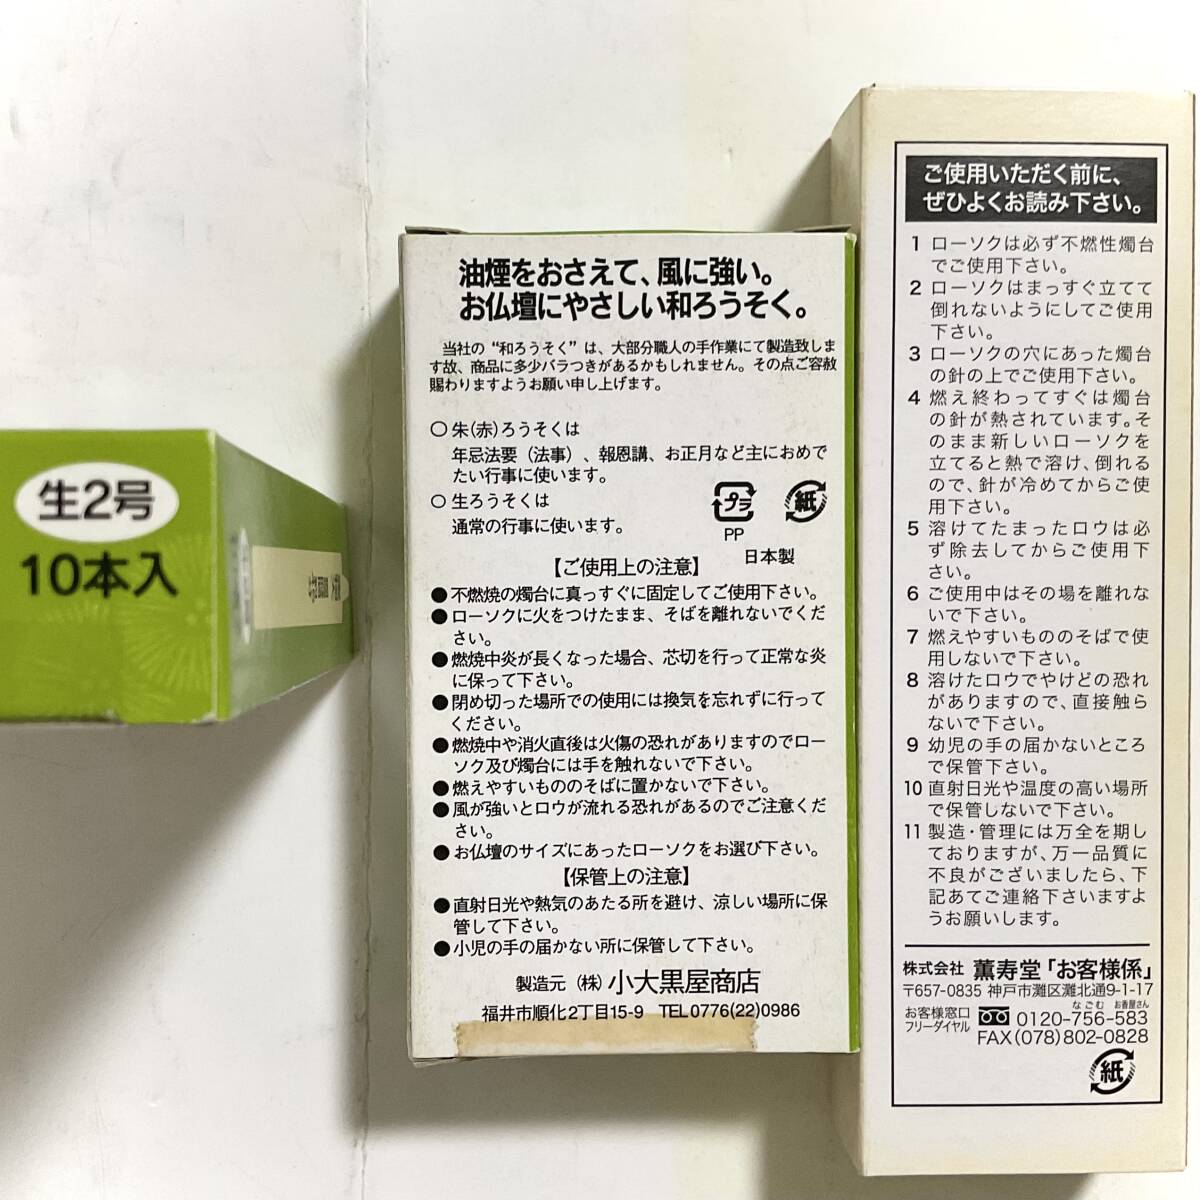 生2号
10本入
油煙をおさえて、風に強い。
お仏壇にやさしい和ろうそく。
当社の“和ろうそく”は、大部分職人の手作業にて製造致しま
す故、商品に多少バラつきがあるかもしれません。その点ご容赦
賜わりますようお願い申し上げます。
○ 朱(赤)ろうそくは
年忌法要(法事)、報恩講、お正月など主におめで
たい行事に使います。
○ 生ろうそくは
通常の行事に使います。
プラ
PP
紙
日本製
【ご使用上の注意】
●不燃焼の燭台に真っすぐに固定してご使用下さい。
●ローソクに火をつけたまま、そばを離れないでくだ
さい。
●燃焼中炎が長くなった場合、芯切を行って正常な炎
に保って下さい。
●閉め切った場所での使用には換気を忘れずに行って
ください。
●燃焼中や消火直後は火傷の恐れがありますのでロー
ソク及び燭台には手を触れないで下さい。
●燃えやすいもののそばに置かないで下さい。
●風が強いとロウが流れる恐れがあるのでご注意くだ
さい。
●お仏壇のサイズにあったローソクをお選び下さい。
【保管上の注意】
●直射日光や熱気のあたる所を避け、涼しい場所に保
管して下さい。
●小児の手の届かない所に保管して下さい。
製造元 (株) 小大黒屋商店
福井市順化2丁目15-9 TEL0776(22)0986
ご使用いただく前に、
ぜひよくお読み下さい。
1 ローソクは必ず不燃性燭台
でご使用下さい。
2 ローソクはまっすぐ立てて
倒れないようにしてご使用
下さい。
3 ローソクの穴にあった燭台
の針の上でご使用下さい。
4 燃え終わってすぐは燭台
の針が熱されています。そ
のまま新しいローソクを
立てると熱で溶け、倒れる
ので、針が冷めてからご使
用下さい。
5 溶けてたまったロウは必
ず除去してからご使用下
さい。
6 ご使用中はその場を離れな
いで下さい。
7 燃えやすいもののそばで使
用しないで下さい。
8 溶けたロウでやけどの恐れ
がありますので、直接触ら
ないで下さい。
9 幼児の手の届かないところ
で保管下さい。
10 直射日光や温度の高い場所
で保管しないで下さい。
11 製造・管理には万全を期し
ておりますが、万一品質に
不良がございましたら、下
記あてご連絡下さいますよ
うお願いします。
株式会社 薫寿堂「お客様係」
〒657-0835 神戸市灘区灘北通9-1-17
なごむ お香屋さん
お客様窓口
フリーダイヤル 0120-756-583
FAX(078)802-0828
紙